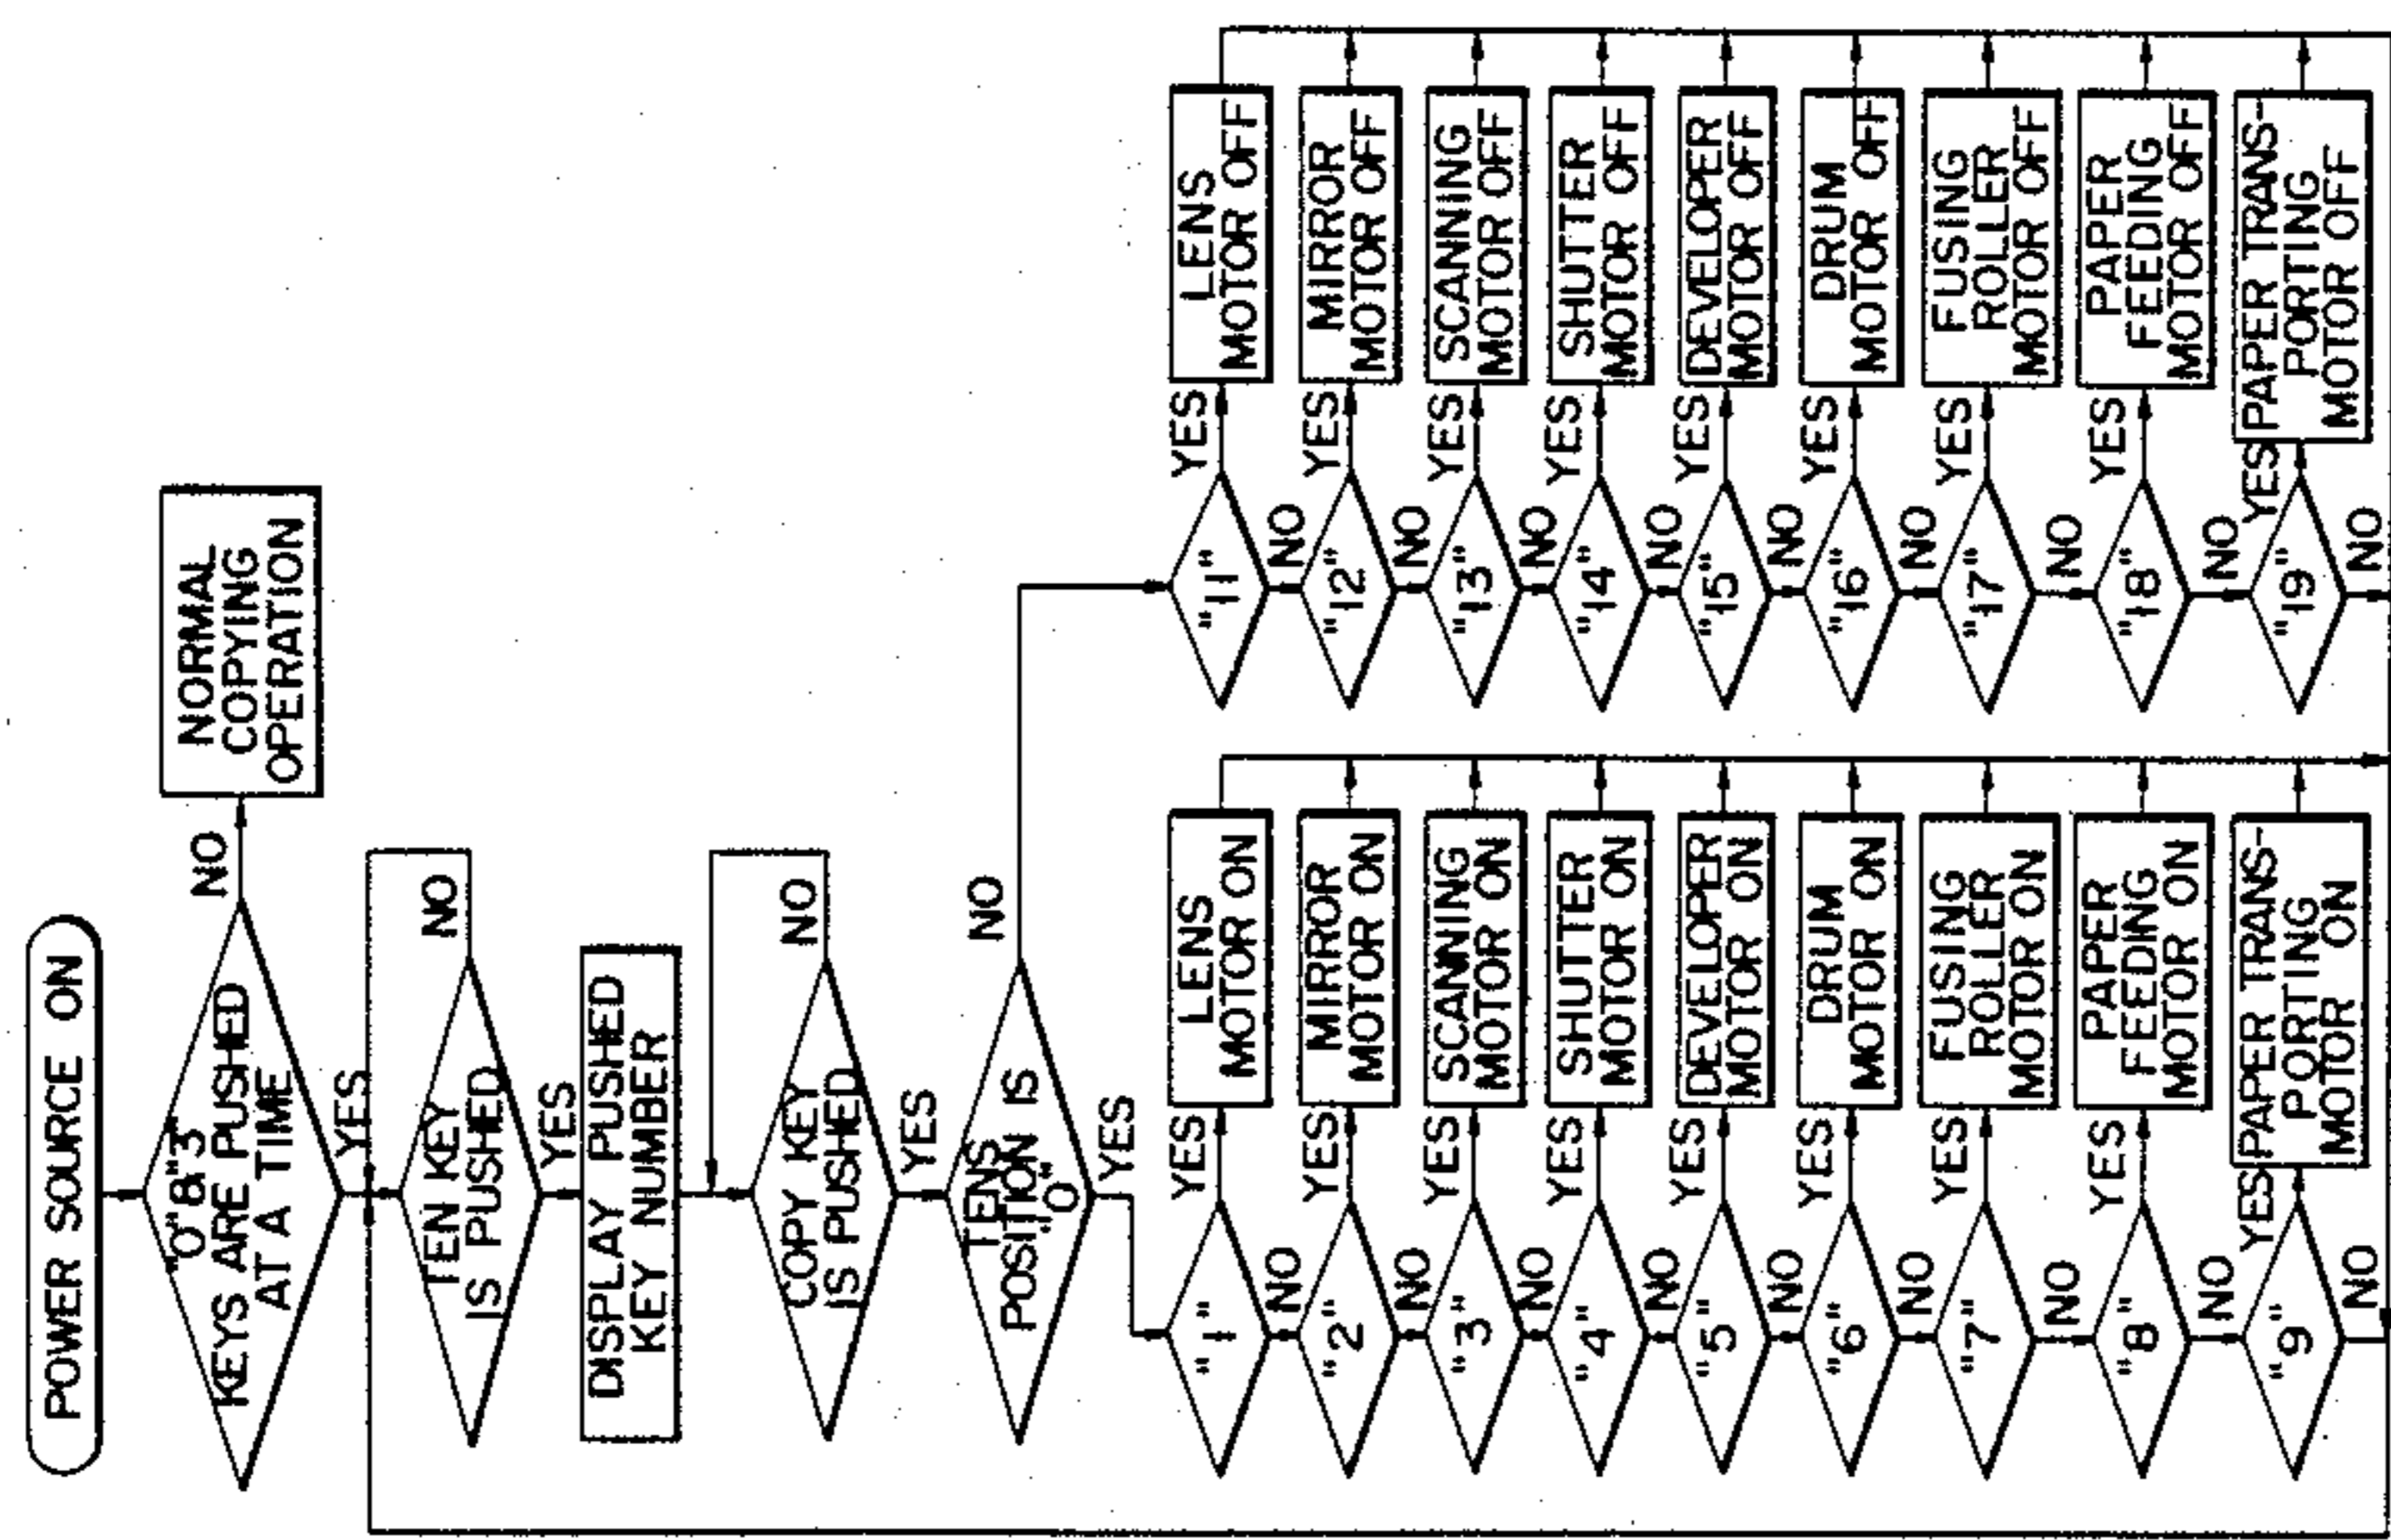 POWER SOURCE ON
"0"&"3"
KEYS ARE PUSHED
AT A TIME
NO
NORMAL
COPYING
OPERATION
YES
TEN KEY
IS PUSHED
NO
YES
DISPLAY PUSHED
KEY NUMBER
COPY KEY
IS PUSHED
NO
YES
TENS
POSITION IS
"0"
NO
YES
"1"
YES
LENS
MOTOR ON
NO
"2"
YES
MIRROR
MOTOR ON
NO
"3"
YES
SCANNING
MOTOR ON
NO
"4"
YES
SHUTTER
MOTOR ON
NO
"5"
YES
DEVELOPER
MOTOR ON
NO
"6"
YES
DRUM
MOTOR ON
NO
"7"
YES
FUSING
ROLLER
MOTOR ON
NO
"8"
YES
PAPER
FEEDING
MOTOR ON
NO
"9"
YES
PAPER TRANS-
PORTING
MOTOR ON
NO
"11"
YES
LENS
MOTOR OFF
NO
"12"
YES
MIRROR
MOTOR OFF
NO
"13"
YES
SCANNING
MOTOR OFF
NO
"14"
YES
SHUTTER
MOTOR OFF
NO
"15"
YES
DEVELOPER
MOTOR OFF
NO
"16"
YES
DRUM
MOTOR OFF
NO
"17"
YES
FUSING
ROLLER
MOTOR OFF
NO
"18"
YES
PAPER
FEEDING
MOTOR OFF
NO
"19"
YES
PAPER TRANS-
PORTING
MOTOR OFF
NO